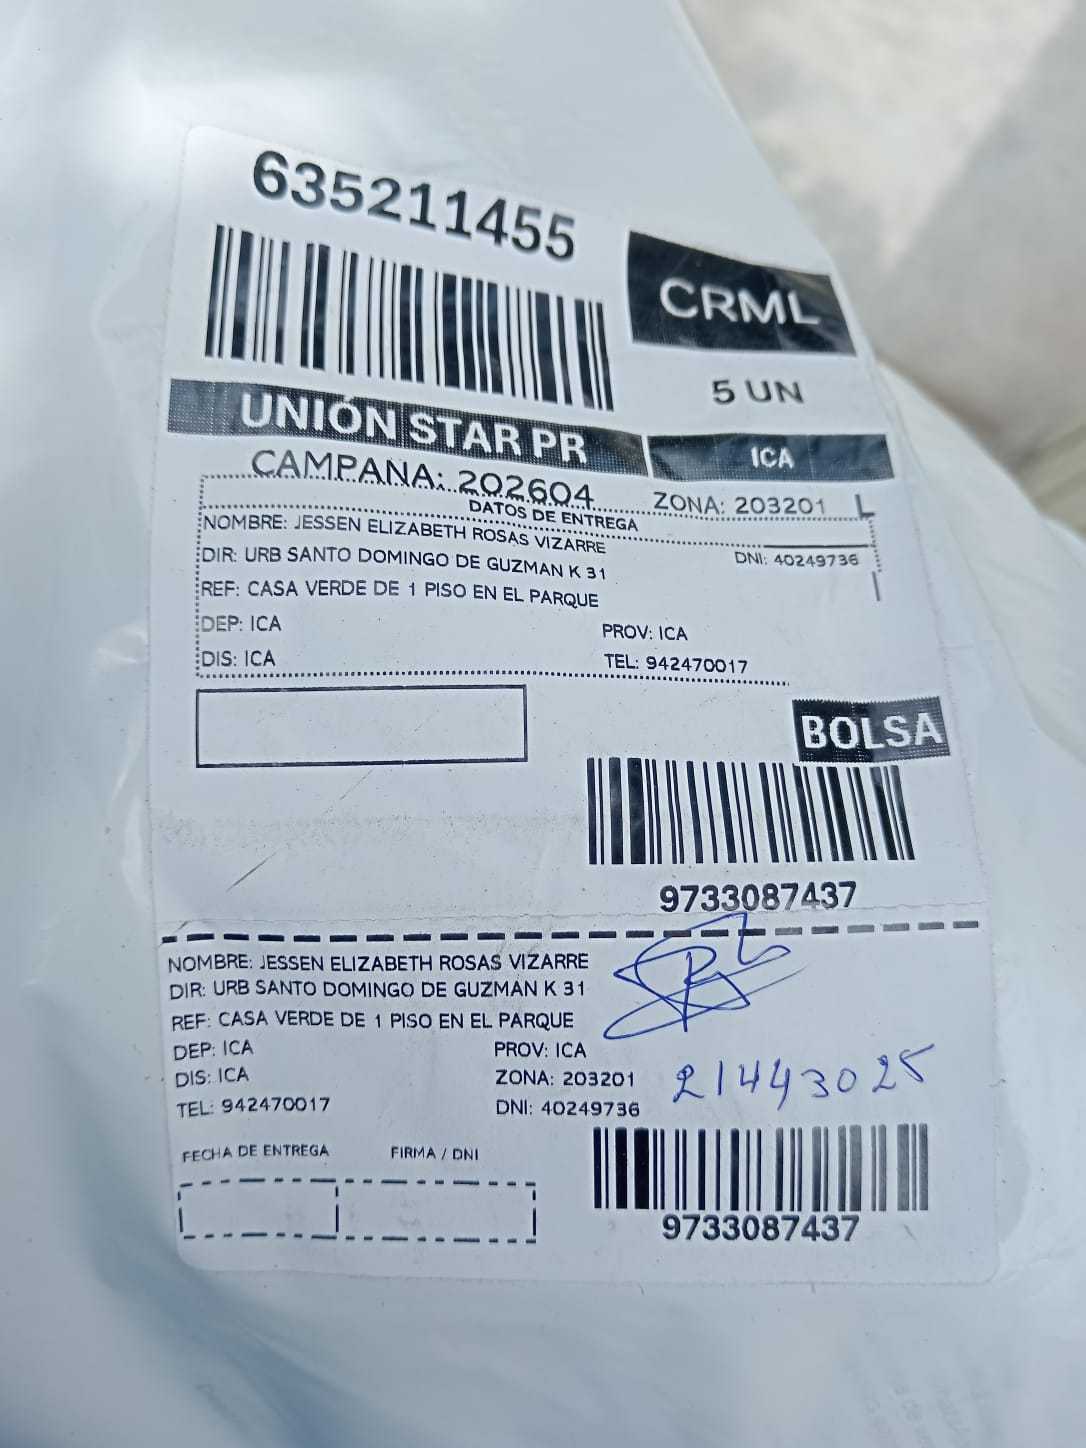 635211455
CRML
5 UN
UNIÓN STAR PR
ICA
CAMPANA: 202604
ZONA: 203201 L
DATOS DE ENTREGA
NOMBRE: JESSEN ELIZABETH ROSAS VIZARRE
DNI: 40249736
DIR: URB SANTO DOMINGO DE GUZMAN K 31
REF: CASA VERDE DE 1 PISO EN EL PARQUE
DEP: ICA
PROV: ICA
DIS: ICA
TEL: 942470017
BOLSA
9733087437
NOMBRE: JESSEN ELIZABETH ROSAS VIZARRE
DIR: URB SANTO DOMINGO DE GUZMAN K 31
REF: CASA VERDE DE 1 PISO EN EL PARQUE
DEP: ICA
PROV: ICA
DIS: ICA
ZONA: 203201
21443025
TEL: 942470017
DNI: 40249736
FECHA DE ENTREGA
FIRMA / DNI
9733087437